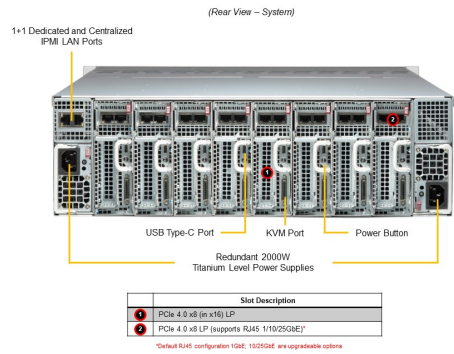 (Rear View – System)
1+1 Dedicated and Centralized
IPMI LAN Ports
2
1
USB Type-C Port
KVM Port
Power Button
Redundant 2000W
Titanium Level Power Supplies
Slot Description
1 PCIe 4.0 x8 (in x16) LP
2 PCIe 4.0 x8 LP (supports RJ45 1/10/25GbE)*
*Default RJ45 configuration 1GbE; 10/25GbE are upgradeable options